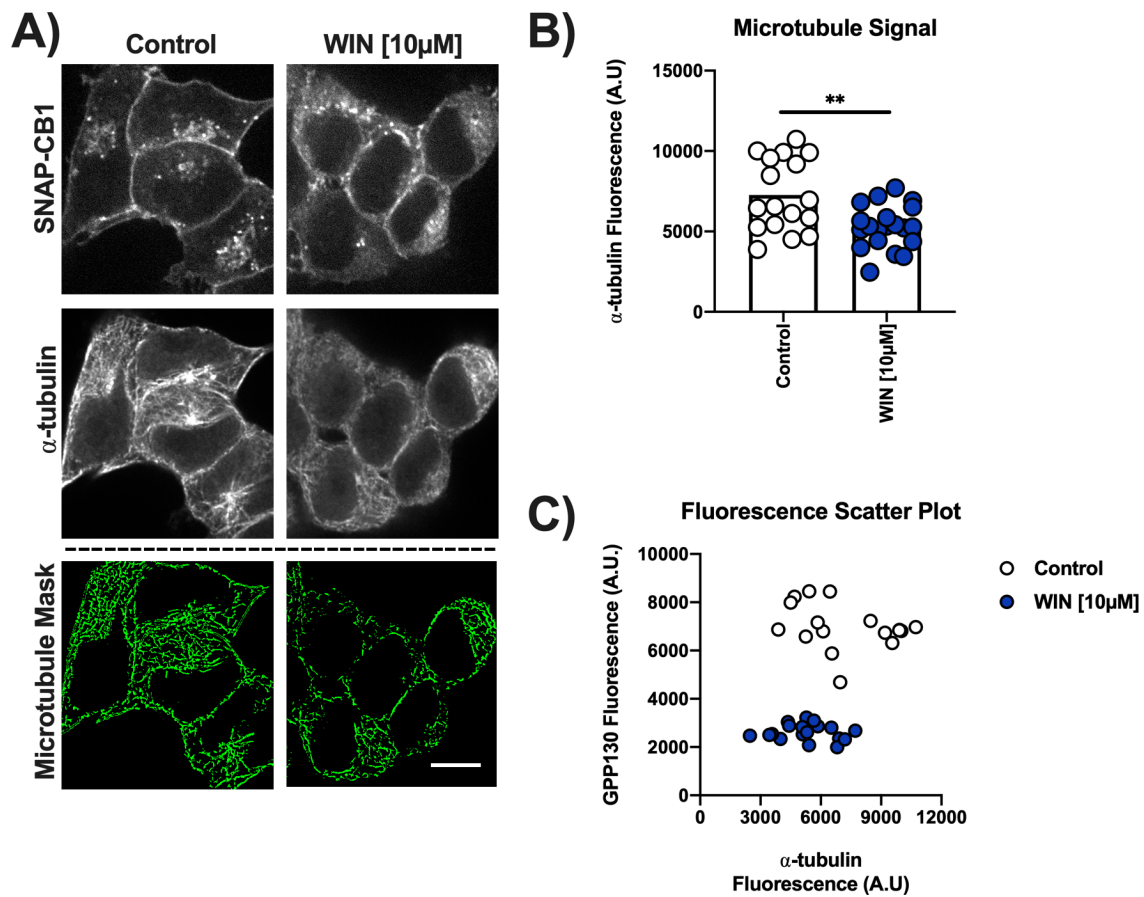 A)
Control
WIN [10µM]
SNAP-CB1
α-tubulin
Microtubule Mask
B)
Microtubule Signal
α-tubulin Fluorescence (A.U)
15000
10000
5000
0
**
Control
WIN [10µM]
C)
Fluorescence Scatter Plot
GPP130 Fluorescence (A.U.)
10000
8000
6000
4000
2000
0
0 3000 6000 9000 12000
α-tubulin
Fluorescence (A.U)
Control
WIN [10µM]